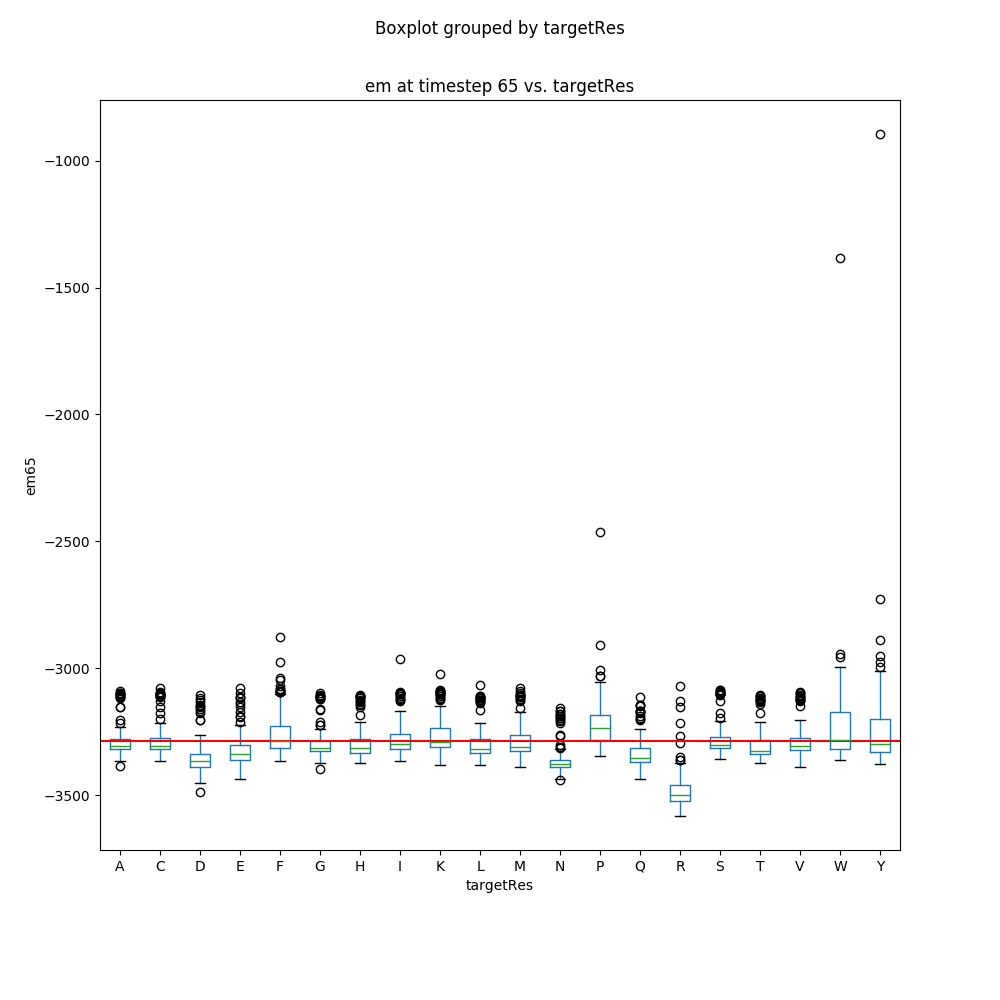 Boxplot grouped by targetRes
em at timestep 65 vs. targetRes
−1000
−1500
−2000
−2500
−3000
−3500
em65
A C D E F G H I K L M N P Q R S T V W Y
targetRes